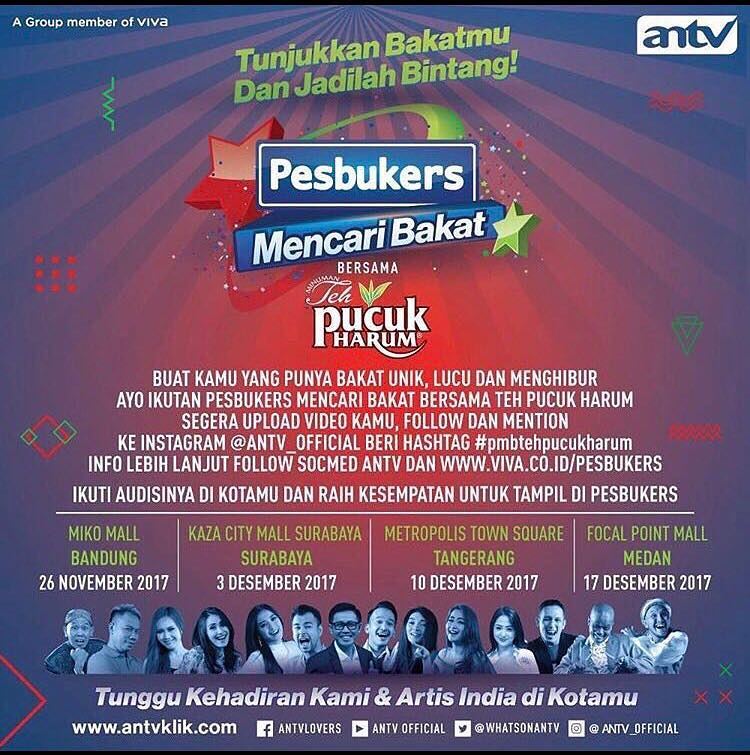 A Group member of VIVA
antv
Tunjukkan Bakatmu
Dan Jadilah Bintang!
Pesbukers
Mencari Bakat
BERSAMA
MINUMAN
Teh
pucuk
HARUM
BUAT KAMU YANG PUNYA BAKAT UNIK, LUCU DAN MENGHIBUR
AYO IKUTAN PESBUKERS MENCARI BAKAT BERSAMA TEH PUCUK HARUM
SEGERA UPLOAD VIDEO KAMU, FOLLOW DAN MENTION
KE INSTAGRAM @ANTV_OFFICIAL BERI HASHTAG #pmbtehpucukharum
INFO LEBIH LANJUT FOLLOW SOCMED ANTV DAN WWW.VIVA.CO.ID/PESBUKERS
IKUTI AUDISINYA DI KOTAMU DAN RAIH KESEMPATAN UNTUK TAMPIL DI PESBUKERS
MIKO MALL
BANDUNG
26 NOVEMBER 2017
KAZA CITY MALL SURABAYA
SURABAYA
3 DESEMBER 2017
METROPOLIS TOWN SQUARE
TANGERANG
10 DESEMBER 2017
FOCAL POINT MALL
MEDAN
17 DESEMBER 2017
Tunggu Kehadiran Kami & Artis India di Kotamu
www.antvklik.com ANTVLOVERS ANTV OFFICIAL @WHATSONANTV @ ANTV_OFFICIAL